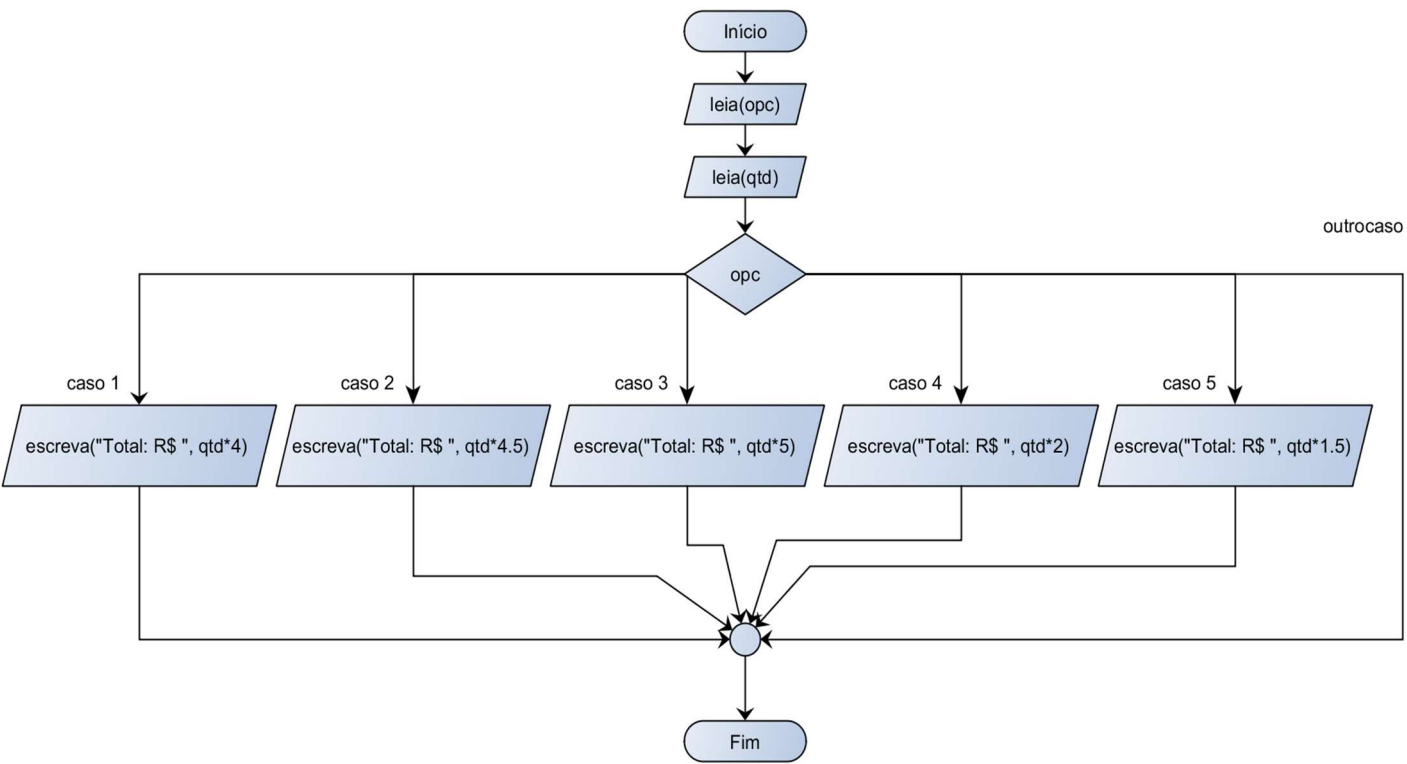 Início
leia(opc)
leia(qtd)
outrocaso
opc
caso 1
caso 2
caso 3
caso 4
caso 5
escreva("Total: R$ ", qtd*4)
escreva("Total: R$ ", qtd*4.5)
escreva("Total: R$ ", qtd*5)
escreva("Total: R$ ", qtd*2)
escreva("Total: R$ ", qtd*1.5)
Fim